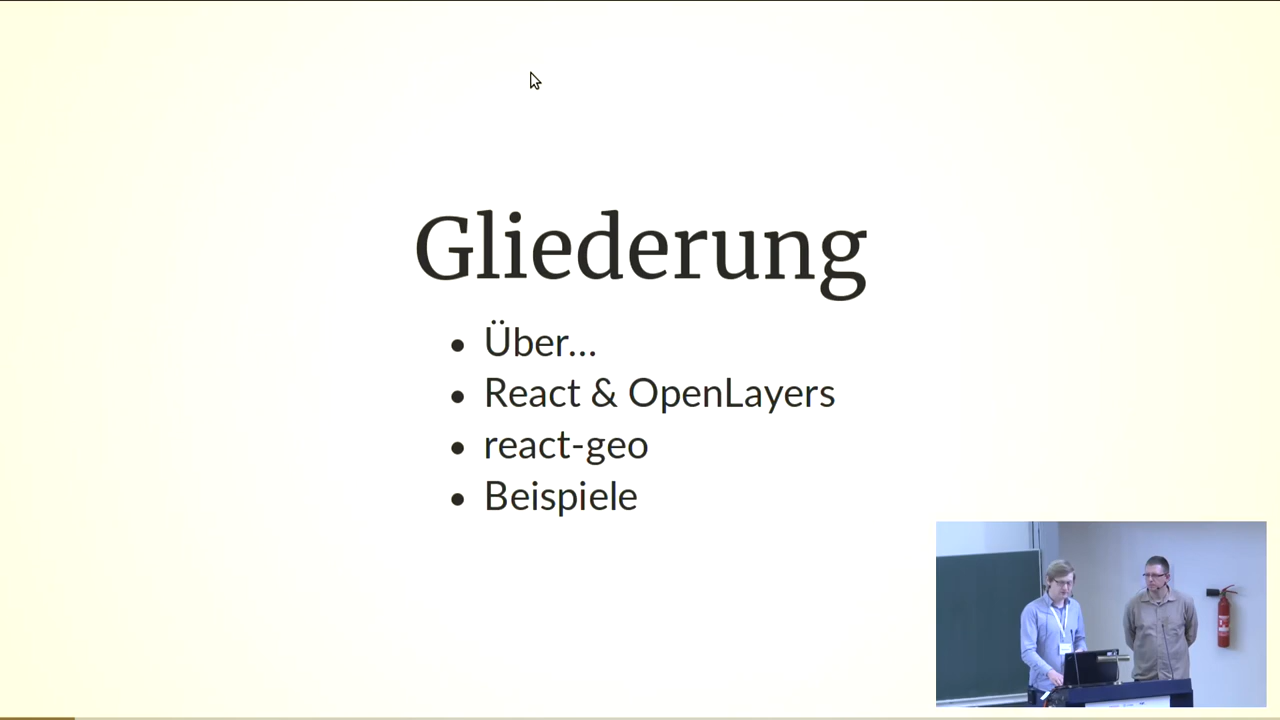 Gliederung
Über...
React & OpenLayers
react-geo
Beispiele